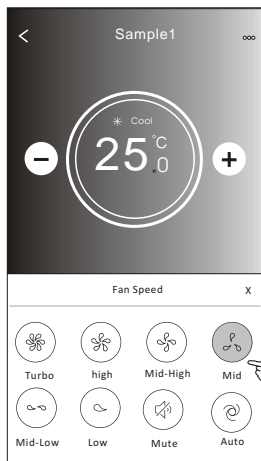 Sample1
Cool
25.0°C
Fan Speed X
Turbo high Mid-High Mid
Mid-Low Low Mute Auto